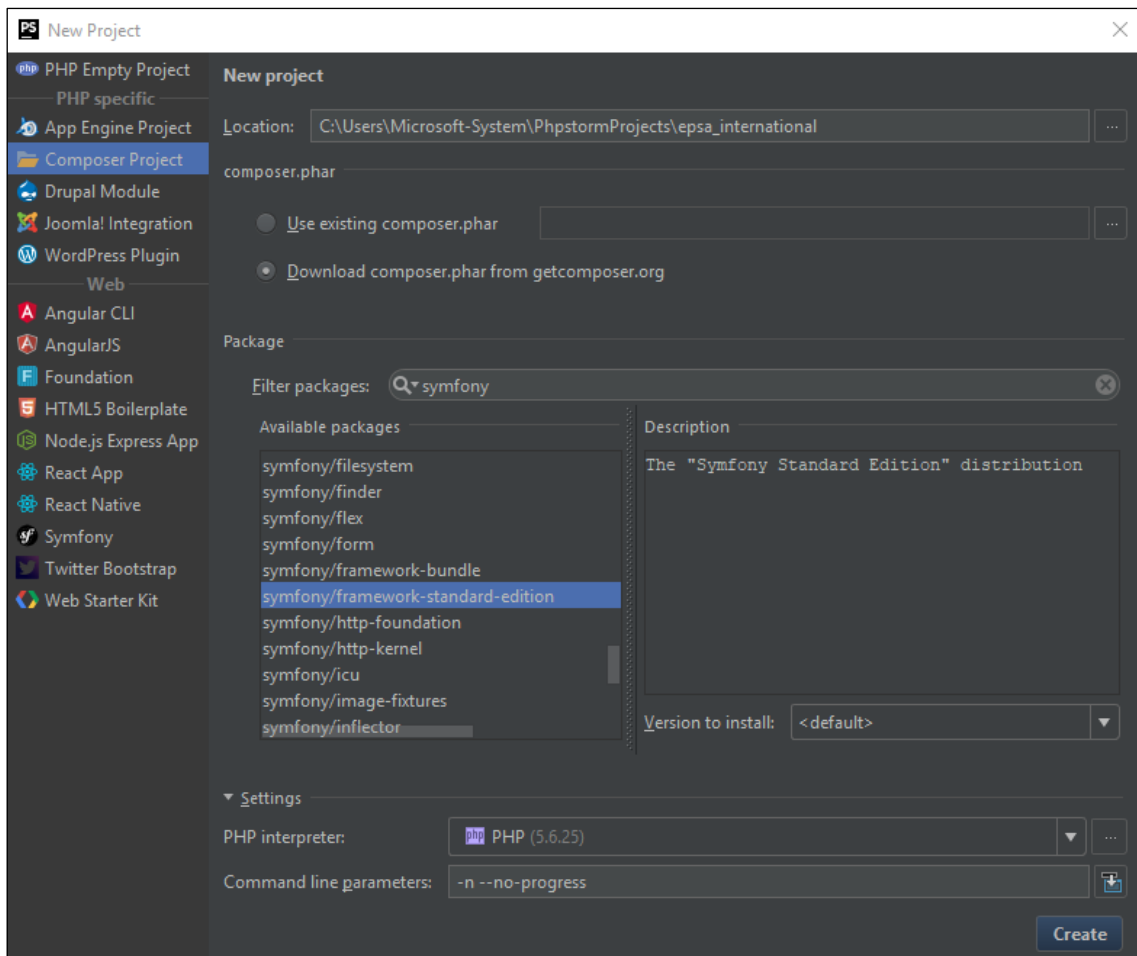 PS New Project
php PHP Empty Project
PHP specific
App Engine Project
Composer Project
Drupal Module
Joomla! Integration
WordPress Plugin
Web
Angular CLI
AngularJS
Foundation
HTML5 Boilerplate
Node.js Express App
React App
React Native
Symfony
Twitter Bootstrap
Web Starter Kit
New project
Location: C:\Users\Microsoft-System\PhpstormProjects\epsa_international ...
composer.phar
Use existing composer.phar ...
Download composer.phar from getcomposer.org
Package
Filter packages: symfony
Available packages
symfony/filesystem
symfony/finder
symfony/flex
symfony/form
symfony/framework-bundle
symfony/framework-standard-edition
symfony/http-foundation
symfony/http-kernel
symfony/icu
symfony/image-fixtures
symfony/inflector
Description
The "Symfony Standard Edition" distribution
Version to install: <default>
Settings
PHP interpreter: php PHP (5.6.25) ...
Command line parameters: -n --no-progress
Create